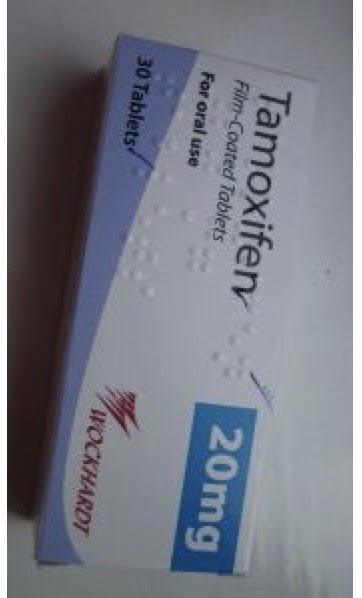 Tamoxifen
Film-Coated Tablets
For oral use
30 Tablets
20mg
WOCKHARDT